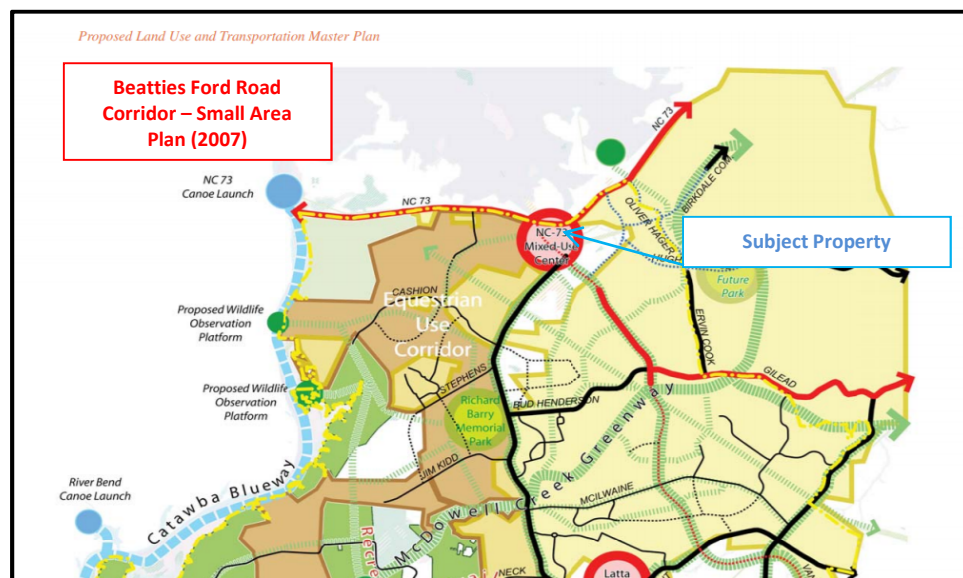 Proposed Land Use and Transportation Master Plan
Beatties Ford Road
Corridor – Small Area
Plan (2007)
NC 73
NC 73
Canoe Launch
NC 73
OLIVER HAGER
BIRKDALE COM.
NC-73
Mixed-Use
Center
HUGH
Subject Property
Future
Park
CASHION
Equestrian
Use
Corridor
Proposed Wildlife
Observation
Platform
ERVIN COOK
STEPHENS
GILEAD
Proposed Wildlife
Observation
Platform
Richard
Barry
Memorial
Park
BUD HENDERSON
JIM KIDD
McDowell Creek Greenway
River Bend
Canoe Launch
Catawba Blueway
MCILWAINE
Recre
NECK
Latta